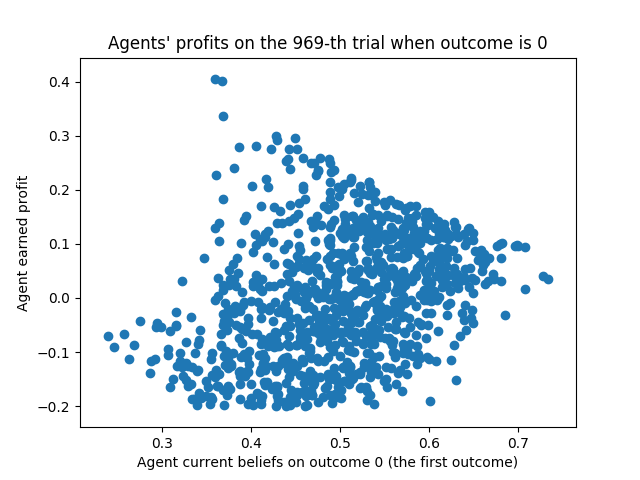 Agents' profits on the 969-th trial when outcome is 0
Agent earned profit
0.4
0.3
0.2
0.1
0.0
−0.1
−0.2
0.3 0.4 0.5 0.6 0.7
Agent current beliefs on outcome 0 (the first outcome)